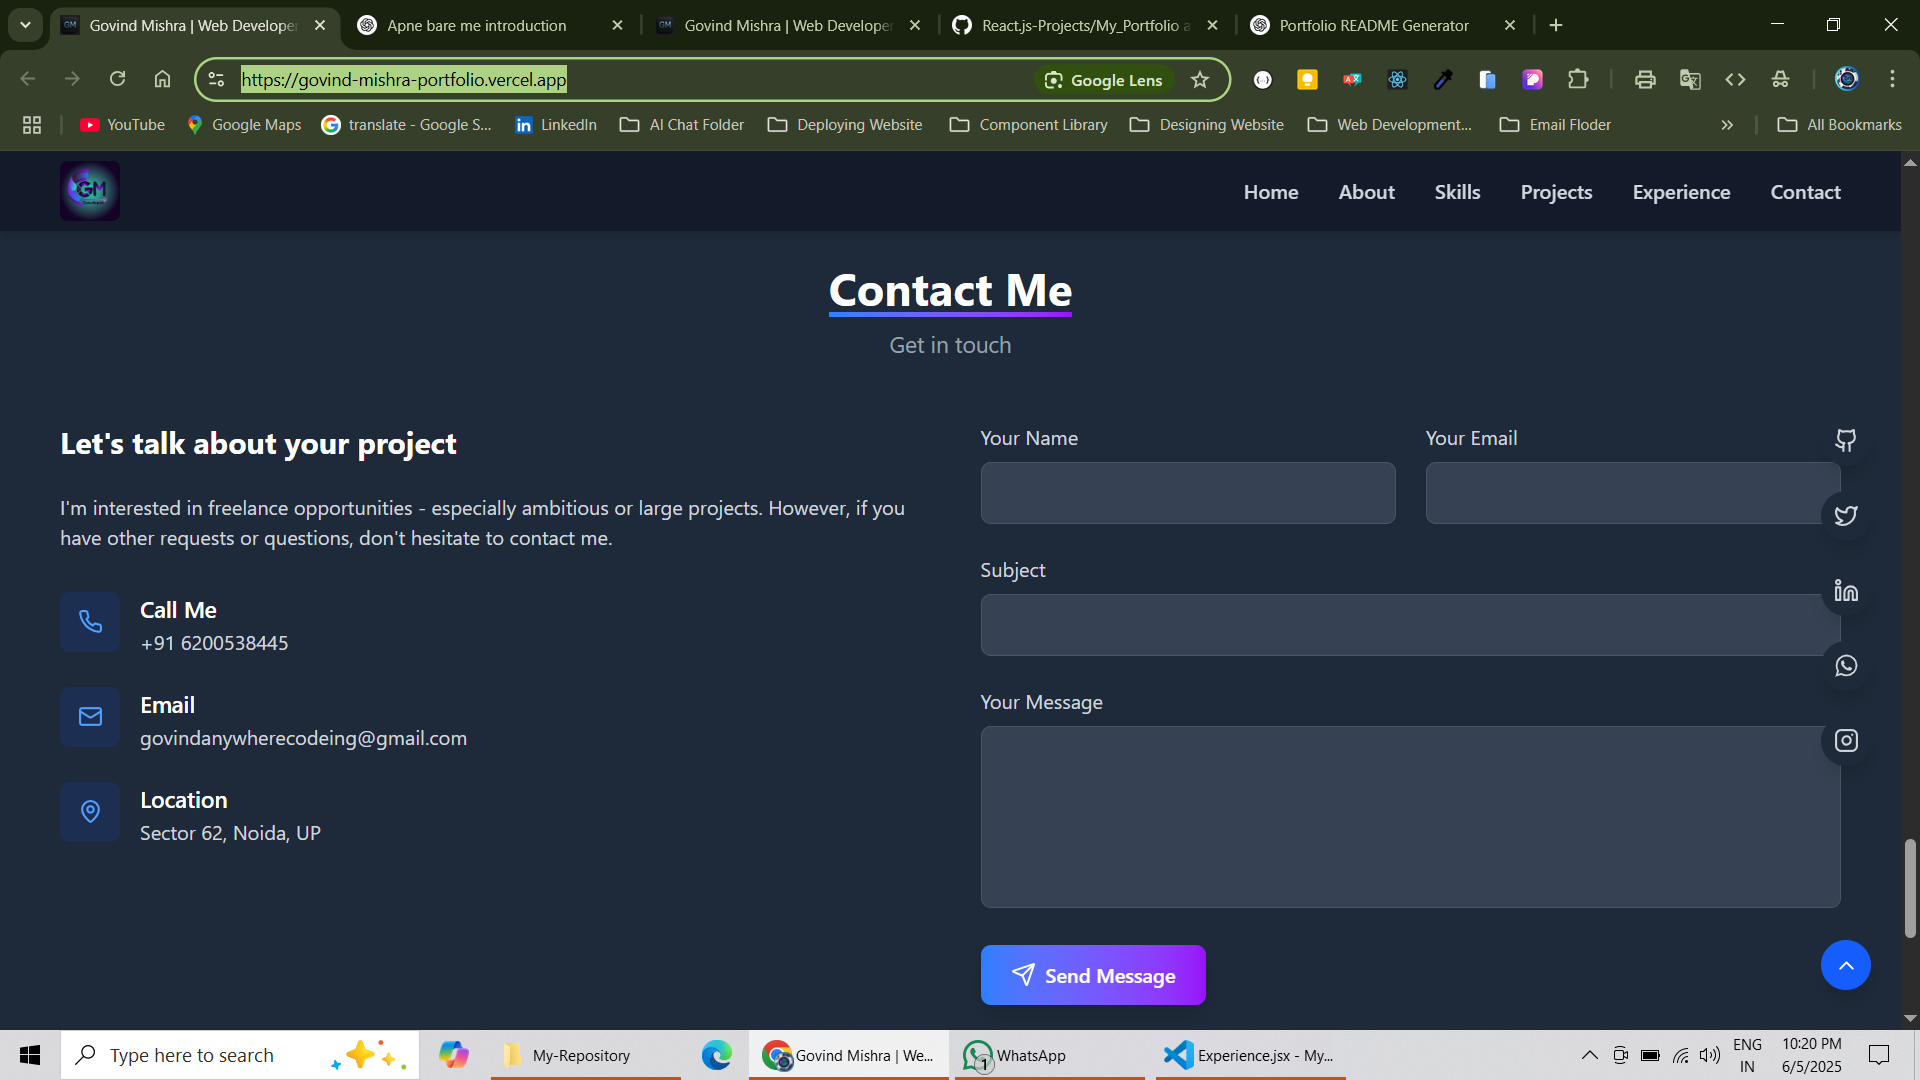 Govind Mishra | Web Developer
Apne bare me introduction
Govind Mishra | Web Developer
React.js-Projects/My_Portfolio a
Portfolio README Generator
https://govind-mishra-portfolio.vercel.app
Google Lens
YouTube
Google Maps
translate - Google S...
LinkedIn
AI Chat Folder
Deploying Website
Component Library
Designing Website
Web Development...
Email Floder
All Bookmarks
GM
Home
About
Skills
Projects
Experience
Contact
Contact Me
Get in touch
Let's talk about your project
I'm interested in freelance opportunities - especially ambitious or large projects. However, if you
have other requests or questions, don't hesitate to contact me.
Call Me
+91 6200538445
Email
govindanywherecodeing@gmail.com
Location
Sector 62, Noida, UP
Your Name
Your Email
Subject
Your Message
Send Message
Type here to search
My-Repository
Govind Mishra | We...
1
WhatsApp
Experience.jsx - My...
ENG
IN
10:20 PM
6/5/2025